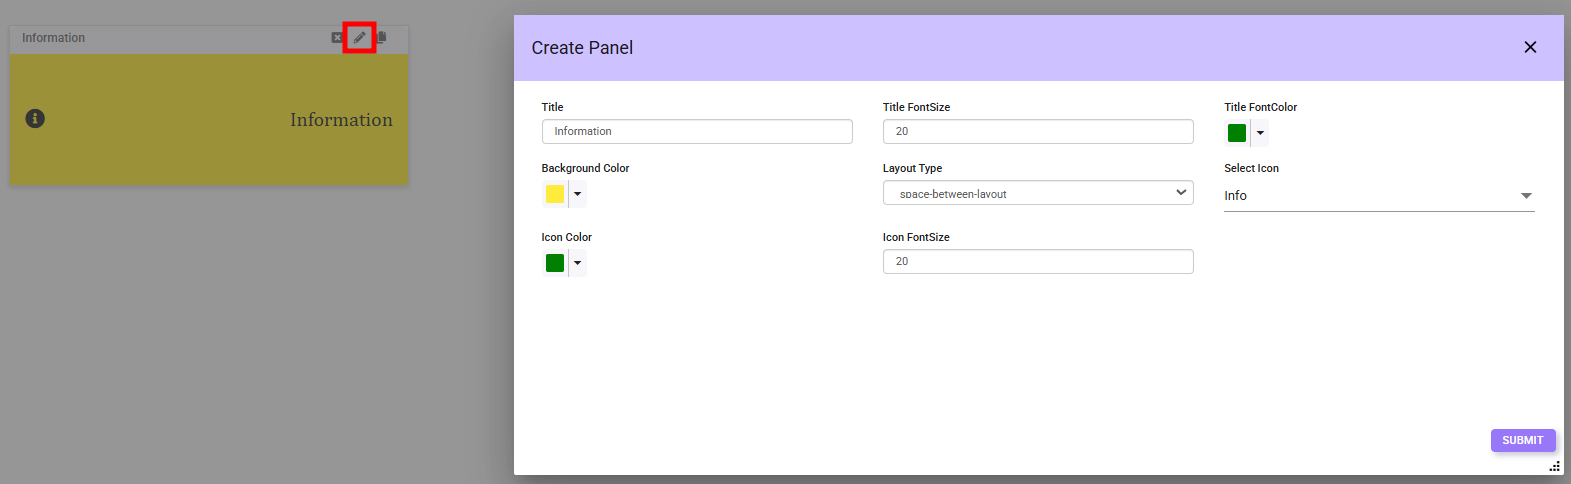 Information
Information
Create Panel
Title
Title FontSize
Title FontColor
Information
20
Background Color
Layout Type
Select Icon
space-between-layout
Info
Icon Color
Icon FontSize
20
SUBMIT